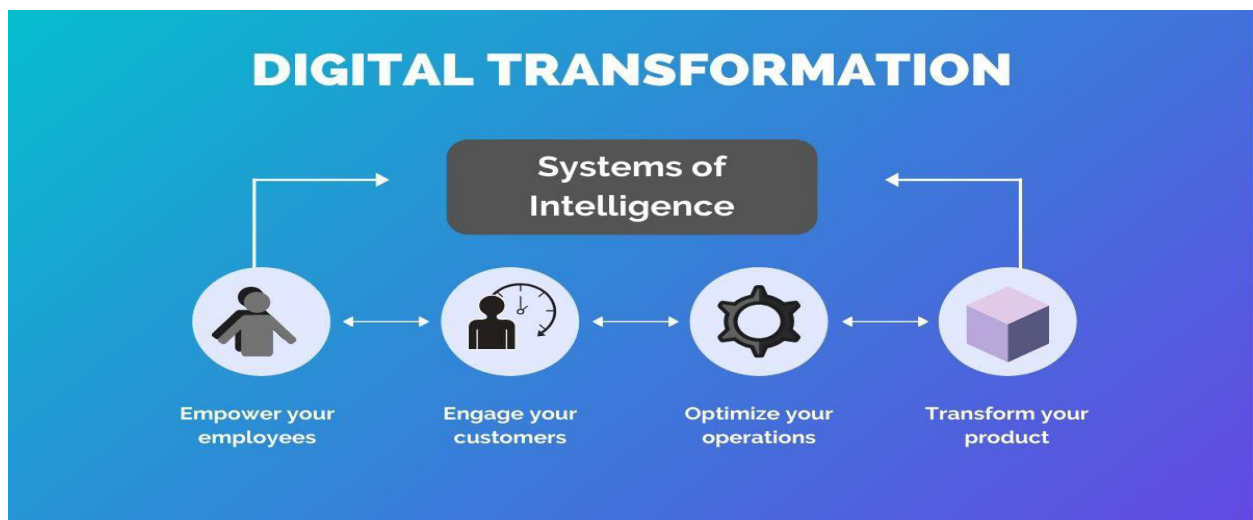 DIGITAL TRANSFORMATION
Systems of
Intelligence
Empower your
employees
Engage your
customers
Optimize your
operations
Transform your
product